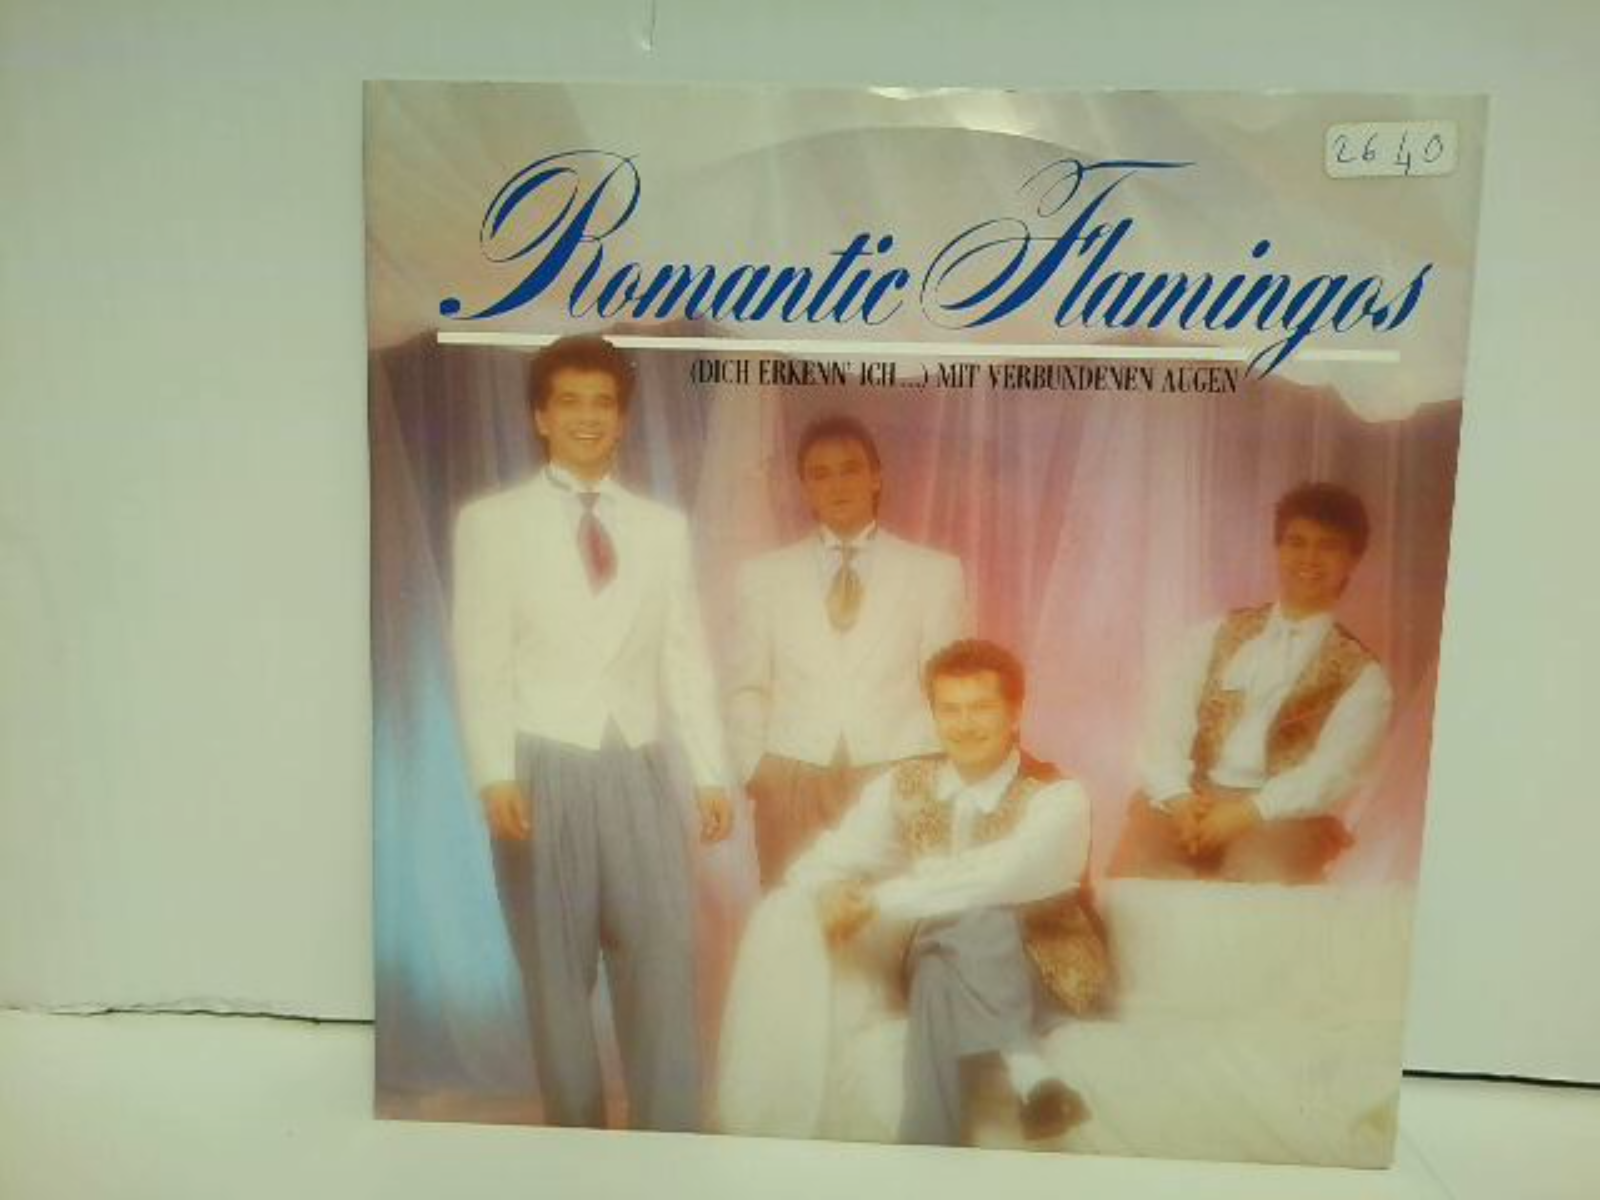 2640
Romantic Flamingos
(DICH ERKENN' ICH...) MIT VERBUNDENEN AUGEN